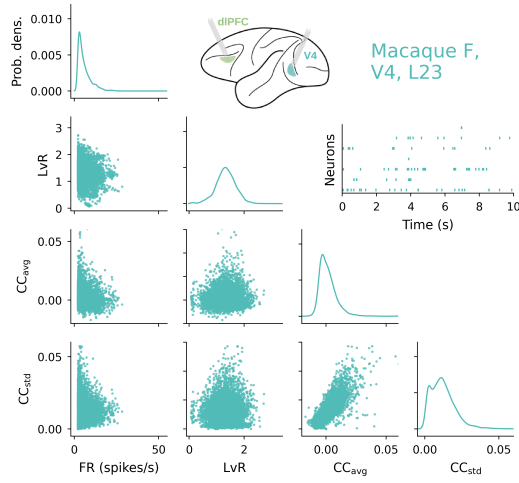 0.010
0.005
0.000
Prob. dens.
dlPFC
V4
Macaque F,
V4, L23
3
2
1
0
LvR
Neurons
0 2 4 6 8 10
Time (s)
0.05
0.00
CCavg
0.05
0.00
CCstd
0 50
FR (spikes/s)
0 2
LvR
0.00 0.05
CCavg
0.00 0.05
CCstd